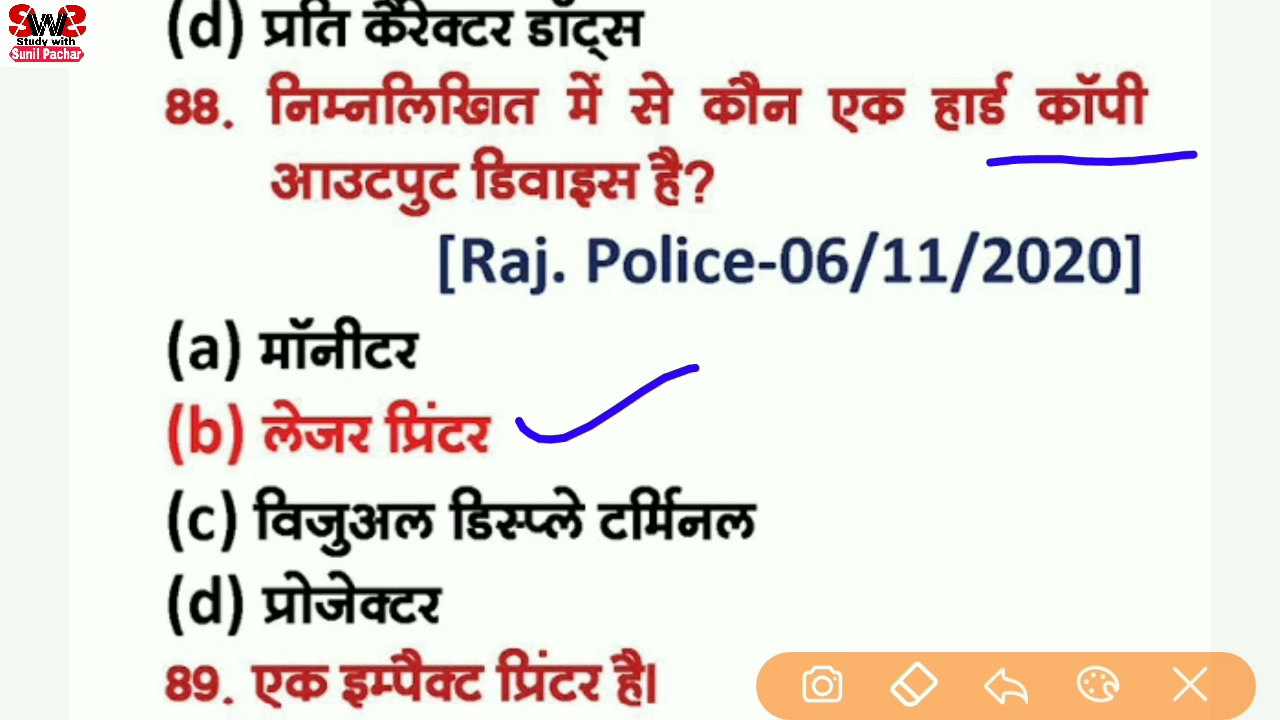 SWS
Study with
Sunil Pachar
(d) प्रति कैरेक्टर डॉट्स
88. निम्नलिखित में से कौन एक हार्ड कॉपी
आउटपुट डिवाइस है?
[Raj. Police-06/11/2020]
(a) मॉनीटर
(b) लेजर प्रिंटर
(c) विजुअल डिस्प्ले टर्मिनल
(d) प्रोजेक्टर
89. एक इम्पैक्ट प्रिंटर है।